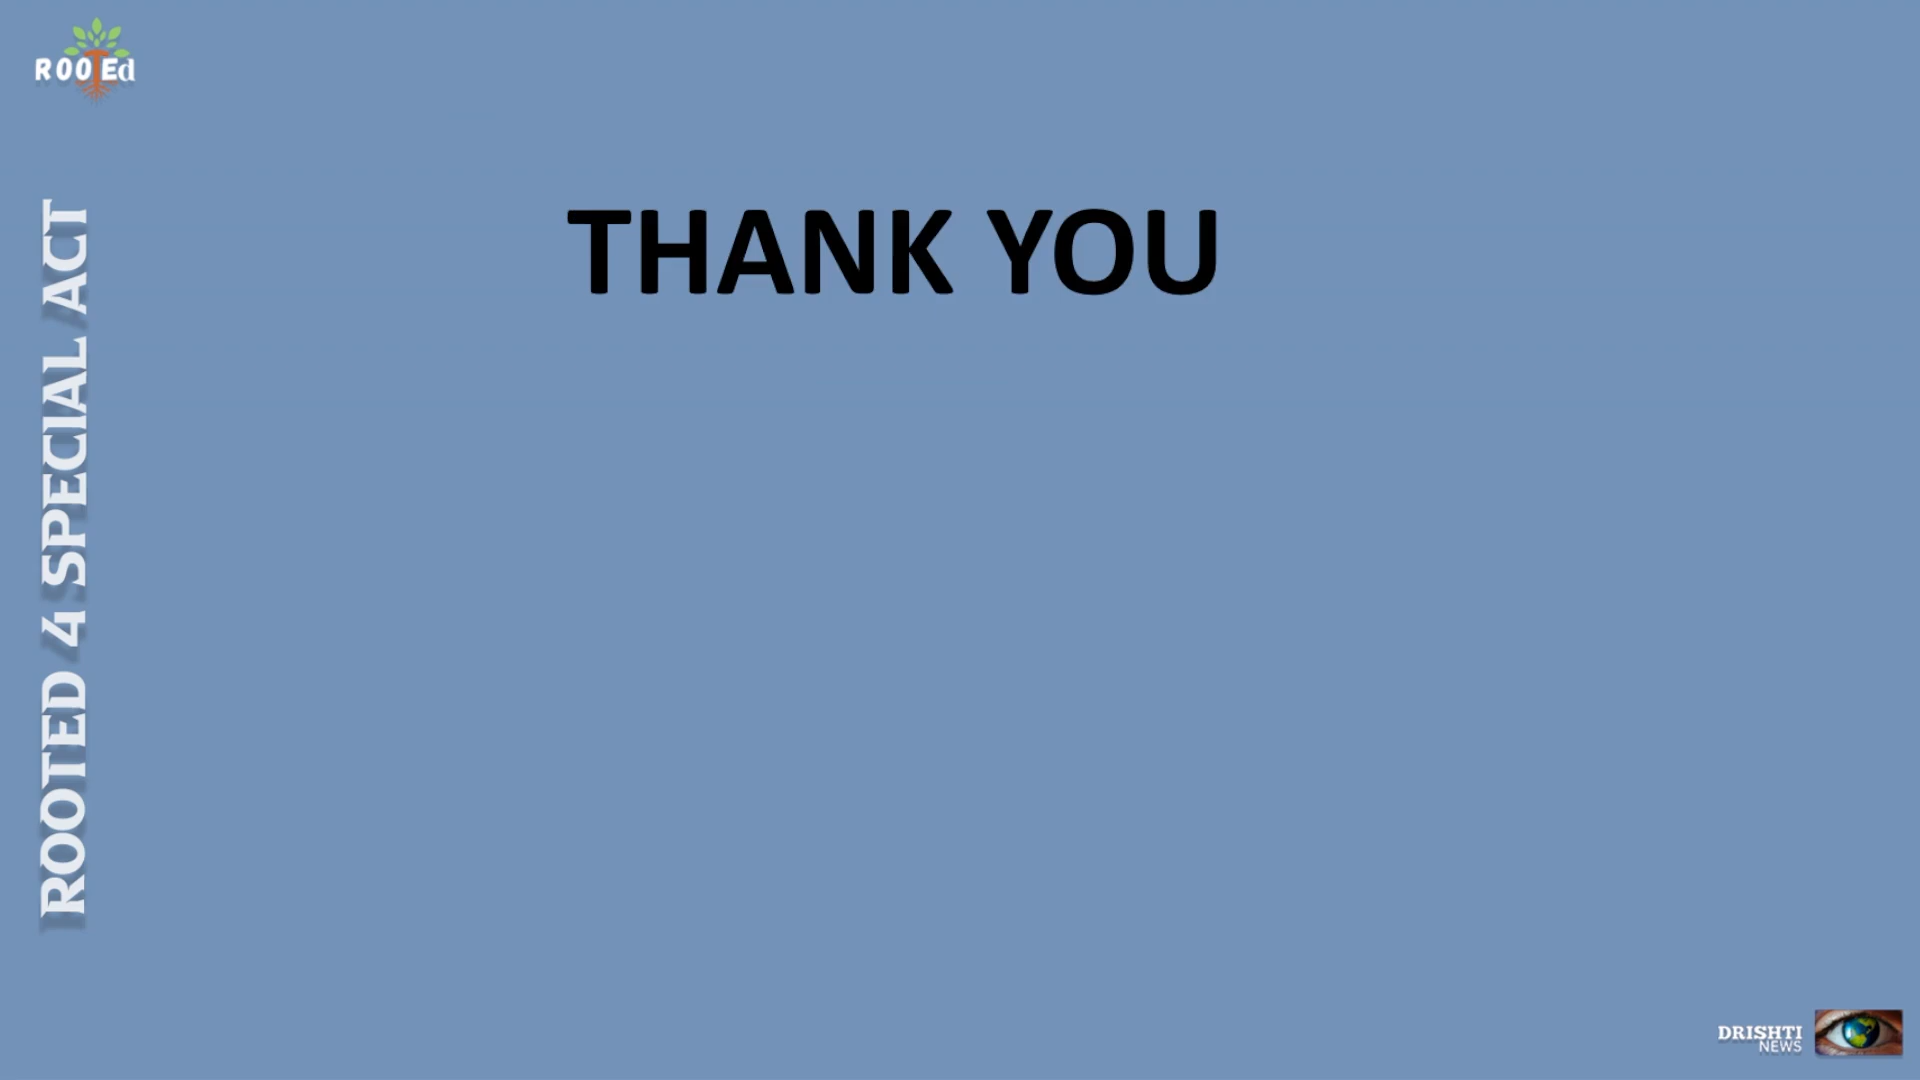 ROOTEd
THANK YOU
ROOTED 4 SPECIAL ACT
DRISHTI
NEWS